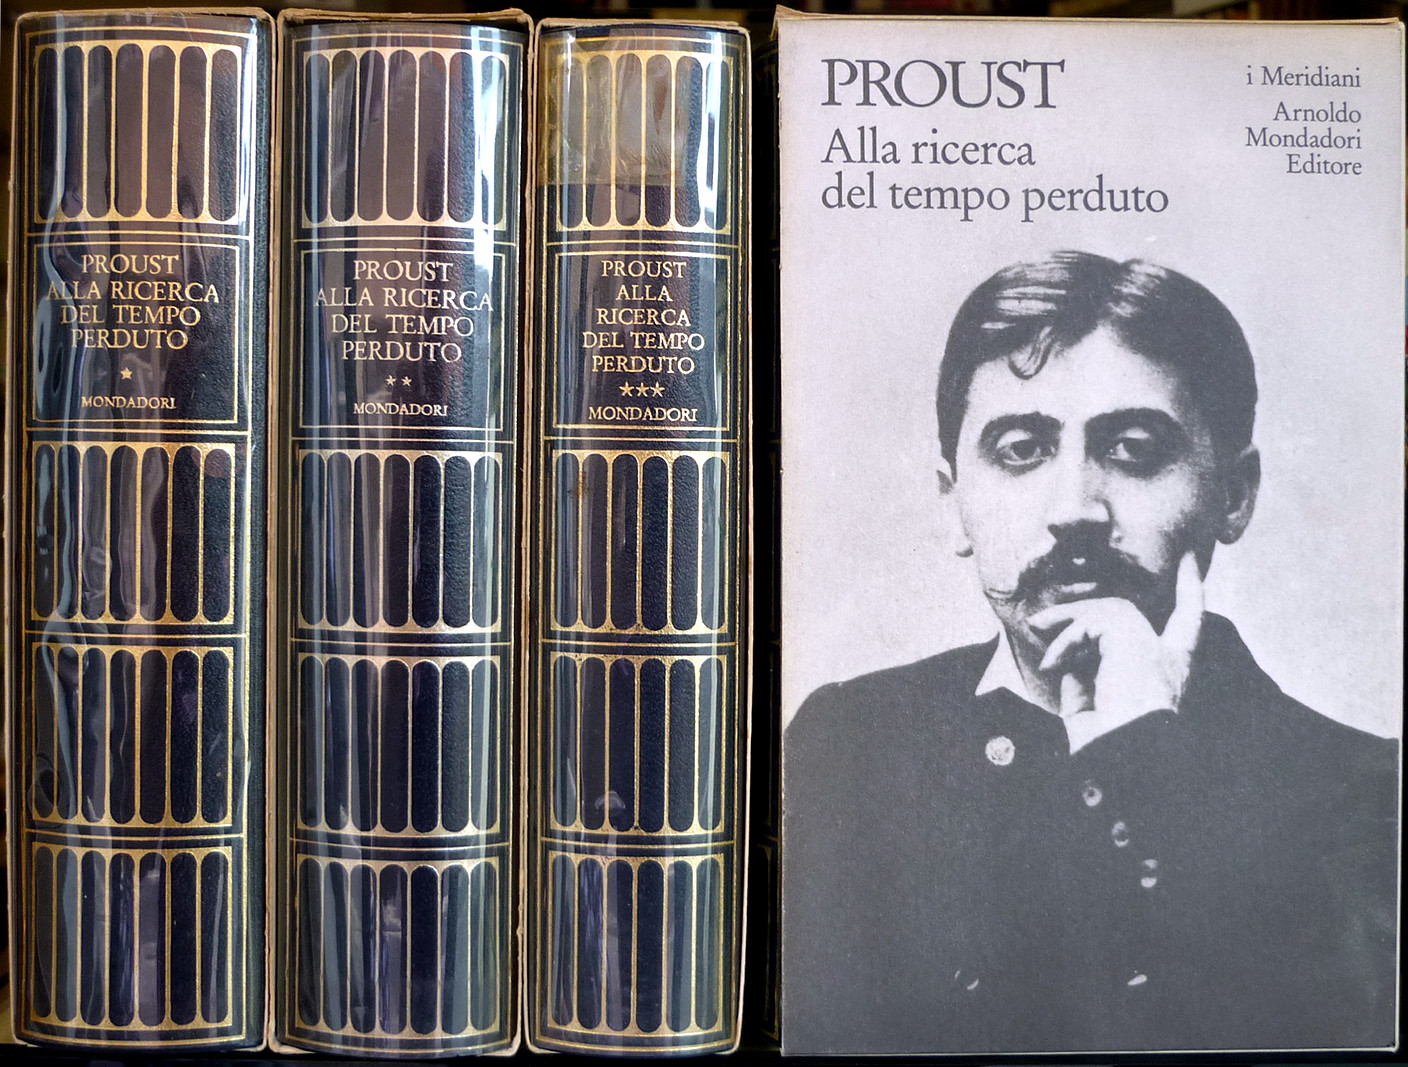 PROUST
ALLA RICERCA
DEL TEMPO
PERDUTO
★
MONDADORI
PROUST
ALLA RICERCA
DEL TEMPO
PERDUTO
★★
MONDADORI
PROUST
ALLA
RICERCA
DEL TEMPO
PERDUTO
★★★
MONDADORI
PROUST
Alla ricerca
del tempo perduto
i Meridiani
Arnoldo
Mondadori
Editore